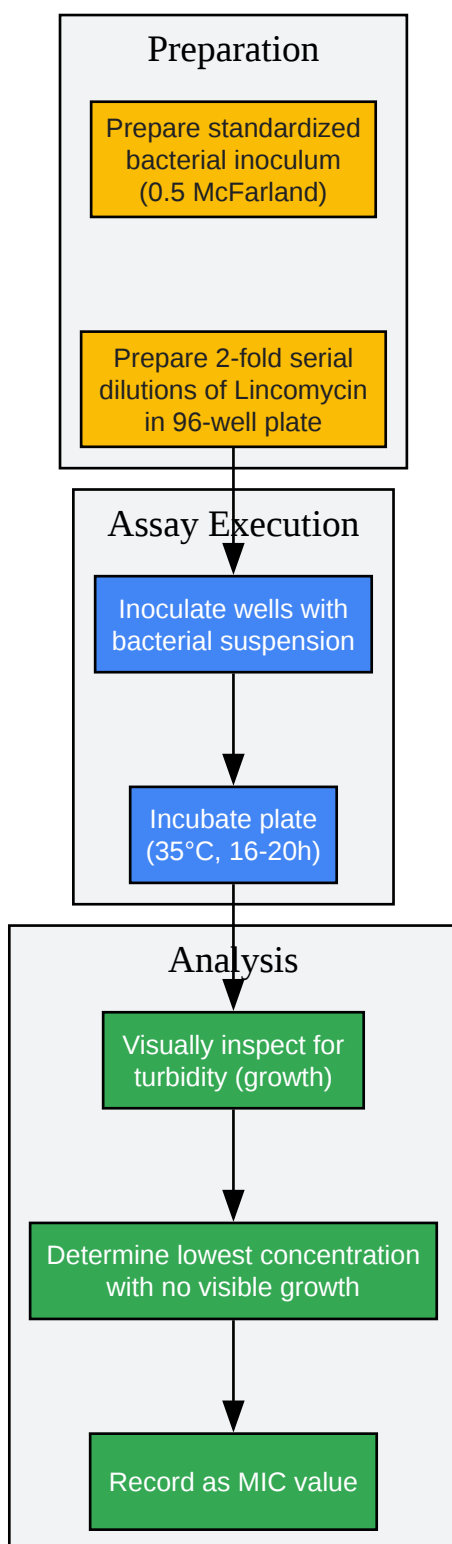 Preparation
Prepare standardized
bacterial inoculum
(0.5 McFarland)
Prepare 2-fold serial
dilutions of Lincomycin
in 96-well plate
Assay Execution
Inoculate wells with
bacterial suspension
Incubate plate
(35°C, 16-20h)
Analysis
Visually inspect for
turbidity (growth)
Determine lowest concentration
with no visible growth
Record as MIC value